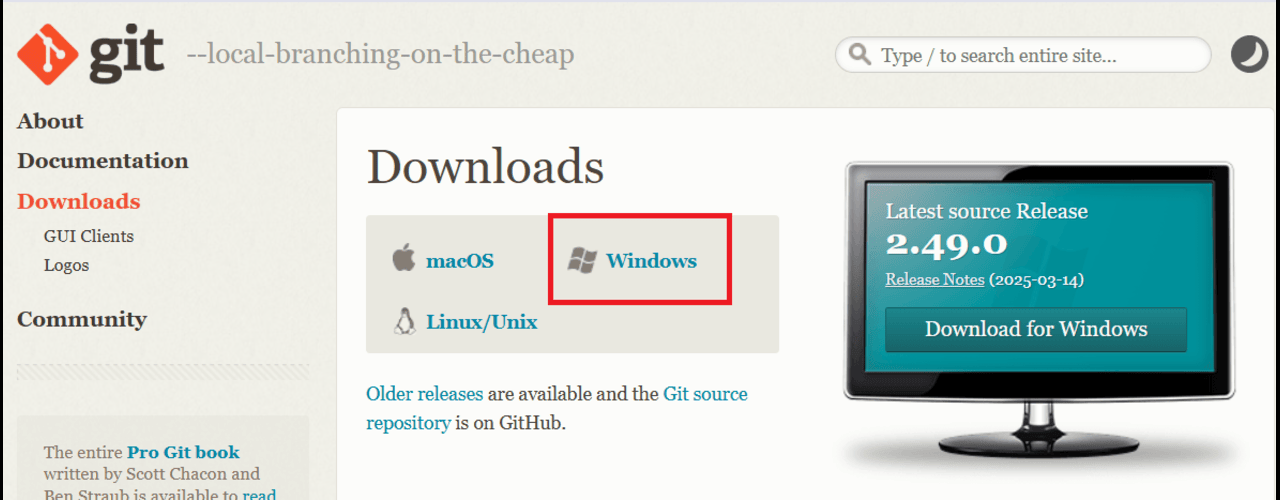 git --local-branching-on-the-cheap
Type / to search entire site...
About
Documentation
Downloads
GUI Clients
Logos
Community
The entire Pro Git book
written by Scott Chacon and
Ben Straub is available to read
Downloads
macOS
Windows
Linux/Unix
Older releases are available and the Git source
repository is on GitHub.
Latest source Release
2.49.0
Release Notes (2025-03-14)
Download for Windows